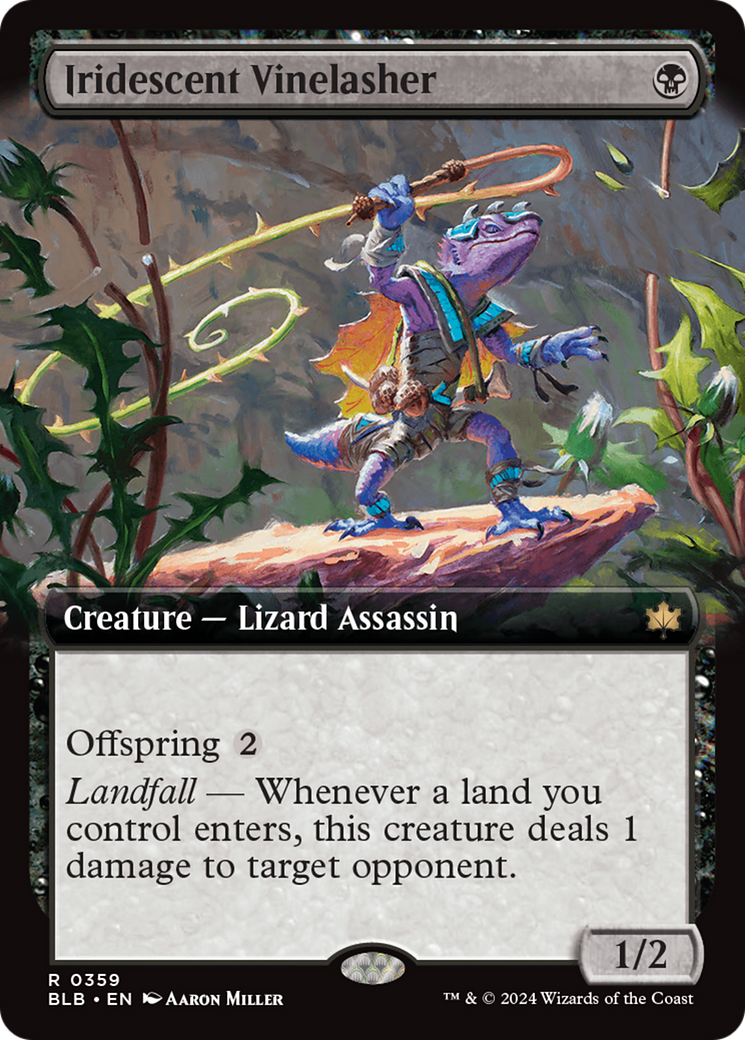 Iridescent Vinelasher
Creature — Lizard Assassin
Offspring 2
Landfall — Whenever a land you
control enters, this creature deals 1
damage to target opponent.
1/2
R 0359
BLB • EN Aaron Miller
™ & © 2024 Wizards of the Coast